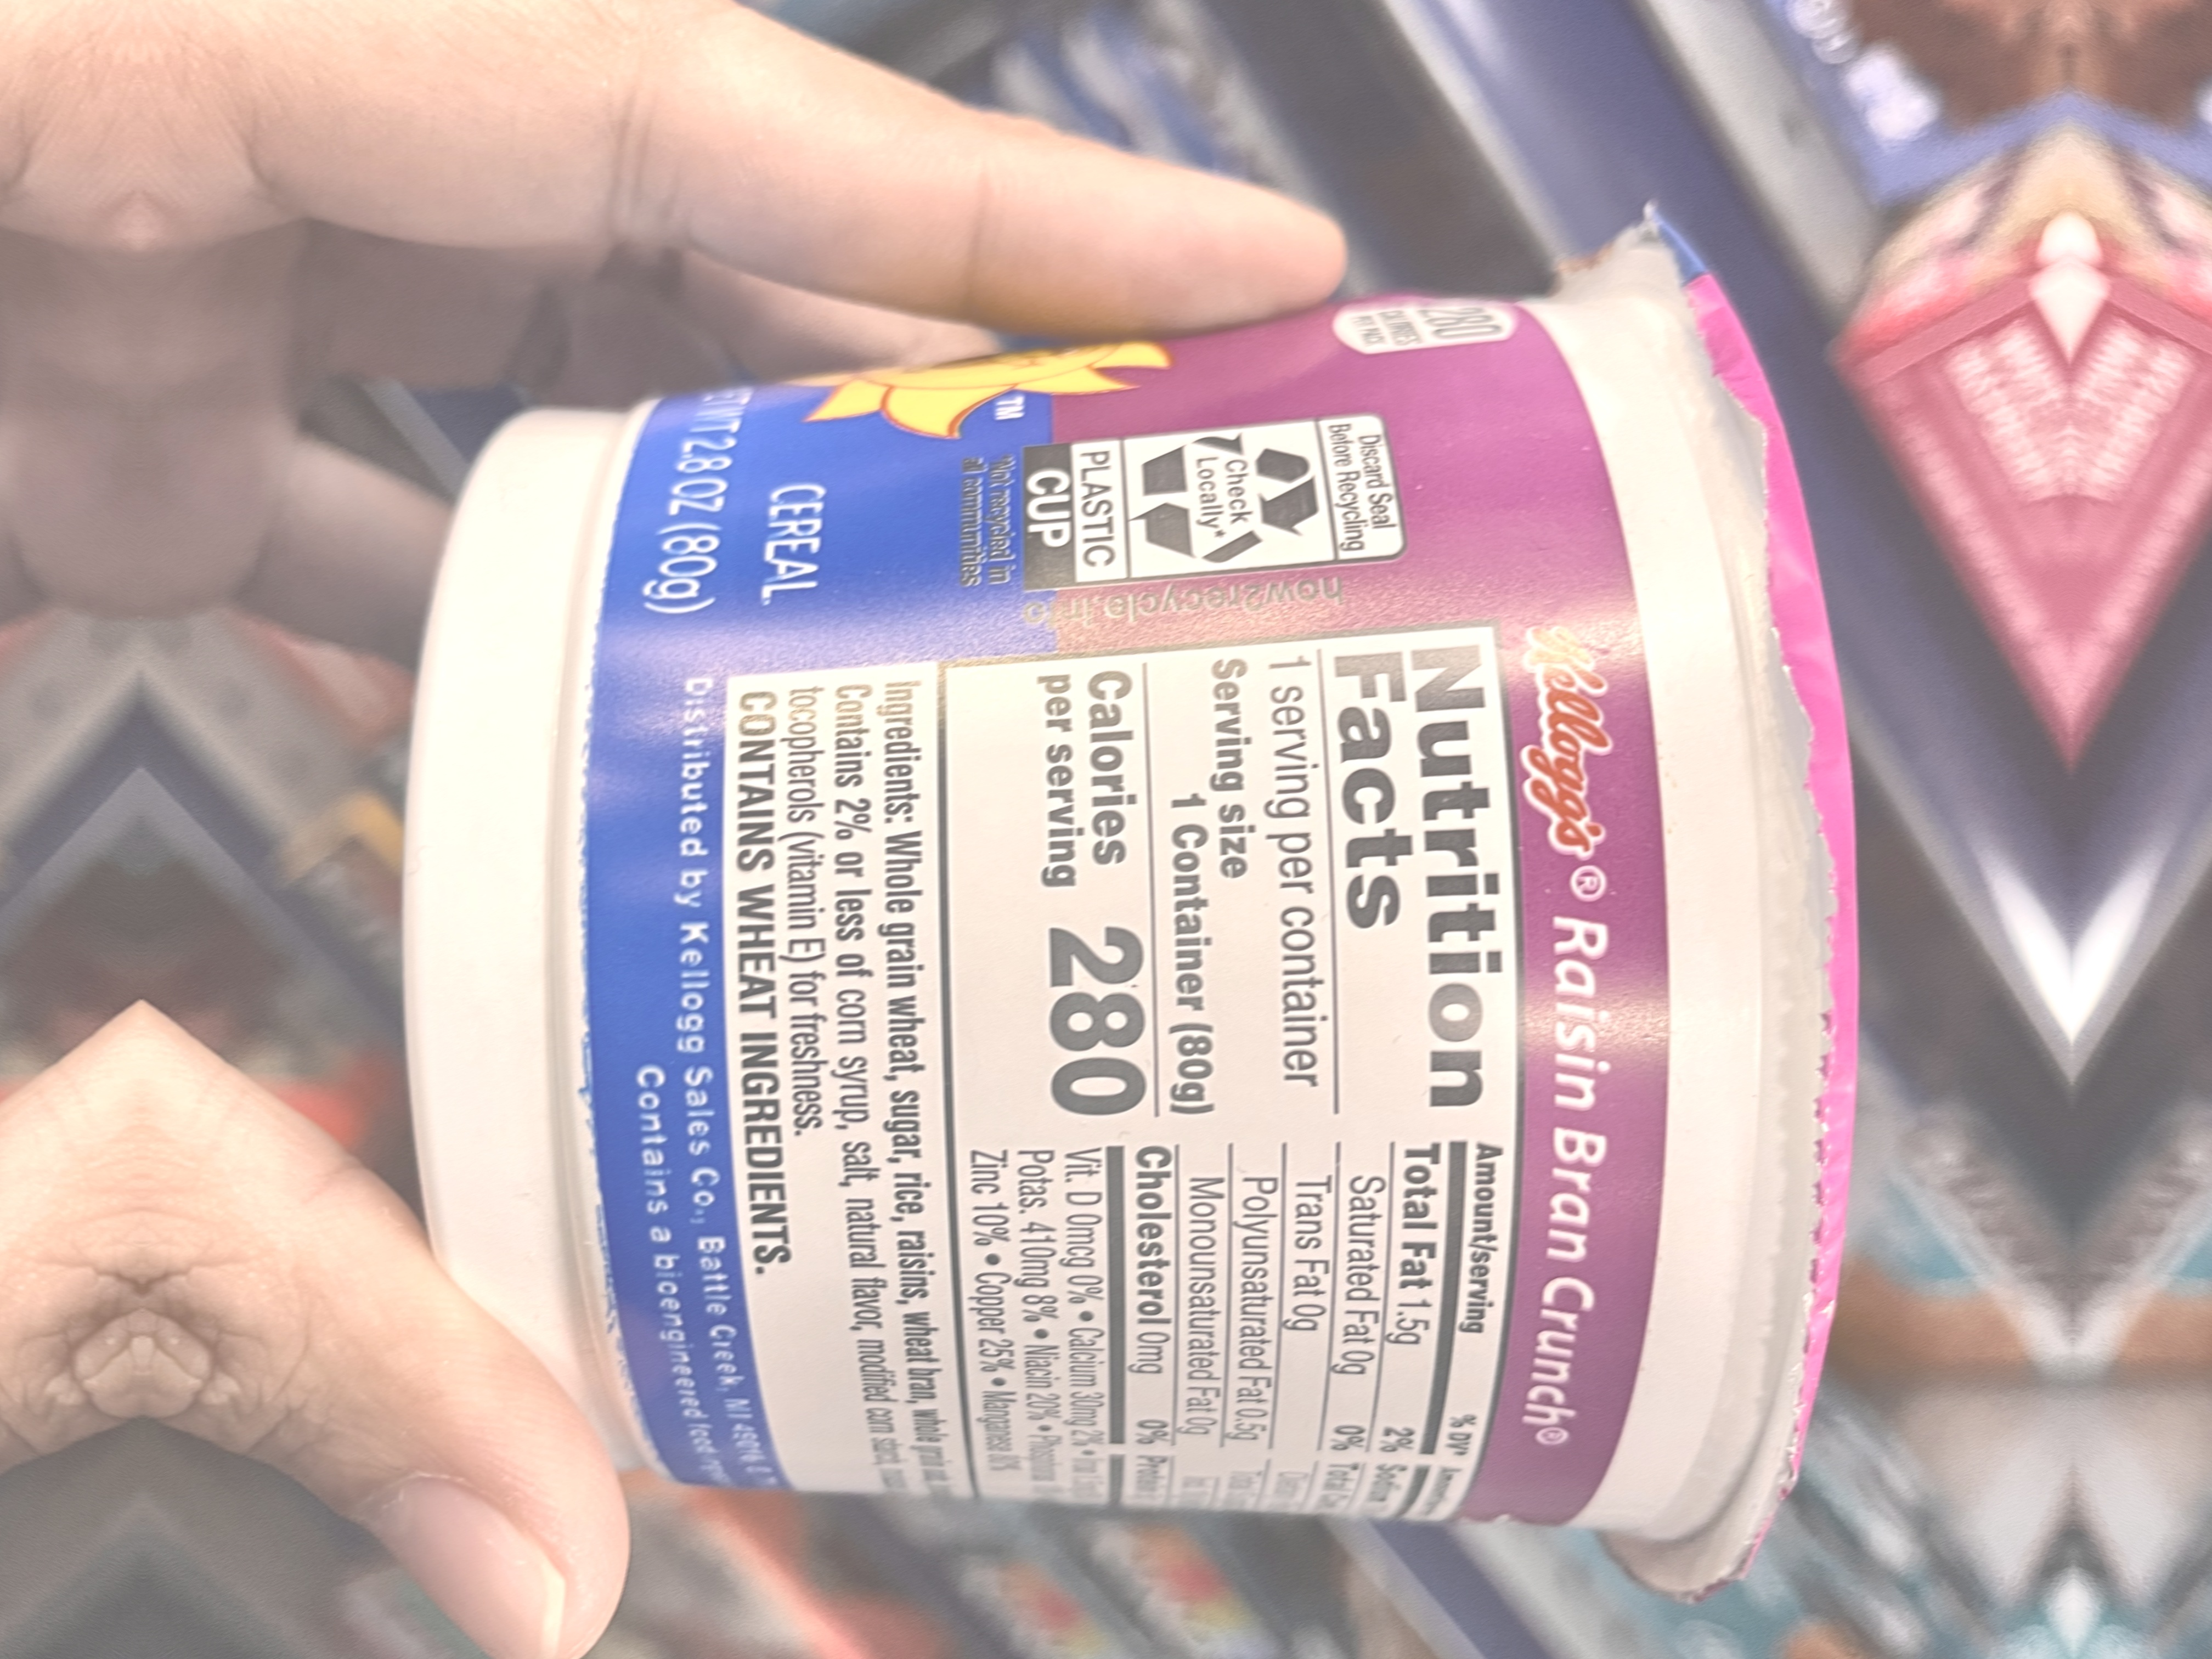 280
CALORIES
PER PACK
Discard Seal
Before Recycling
Check
Locally*
PLASTIC
CUP
*Not recycled in
all communities
how2recycle.info
TM
CEREAL
NET WT 2.8 OZ (80g)
Kellogg's® Raisin Bran Crunch®
Nutrition
Facts
1 serving per container
Serving size
1 Container (80g)
Calories
per serving 280
Amount/serving % DV*
Total Fat 1.5g 2%
Saturated Fat 0g 0%
Trans Fat 0g
Polyunsaturated Fat 0.5g
Monounsaturated Fat 0g
Cholesterol 0mg 0%
Vit. D 0mcg 0% • Calcium 30mg 2% •
Potas. 410mg 8% • Niacin 20% •
Zinc 10% • Copper 25% • Manganese
Ingredients: Whole grain wheat, sugar, rice, raisins, wheat bran, whole grain
Contains 2% or less of corn syrup, salt, natural flavor, modified corn starch,
tocopherols (vitamin E) for freshness.
CONTAINS WHEAT INGREDIENTS.
Distributed by Kellogg Sales Co., Battle Creek, MI
Contains a bioengineered food